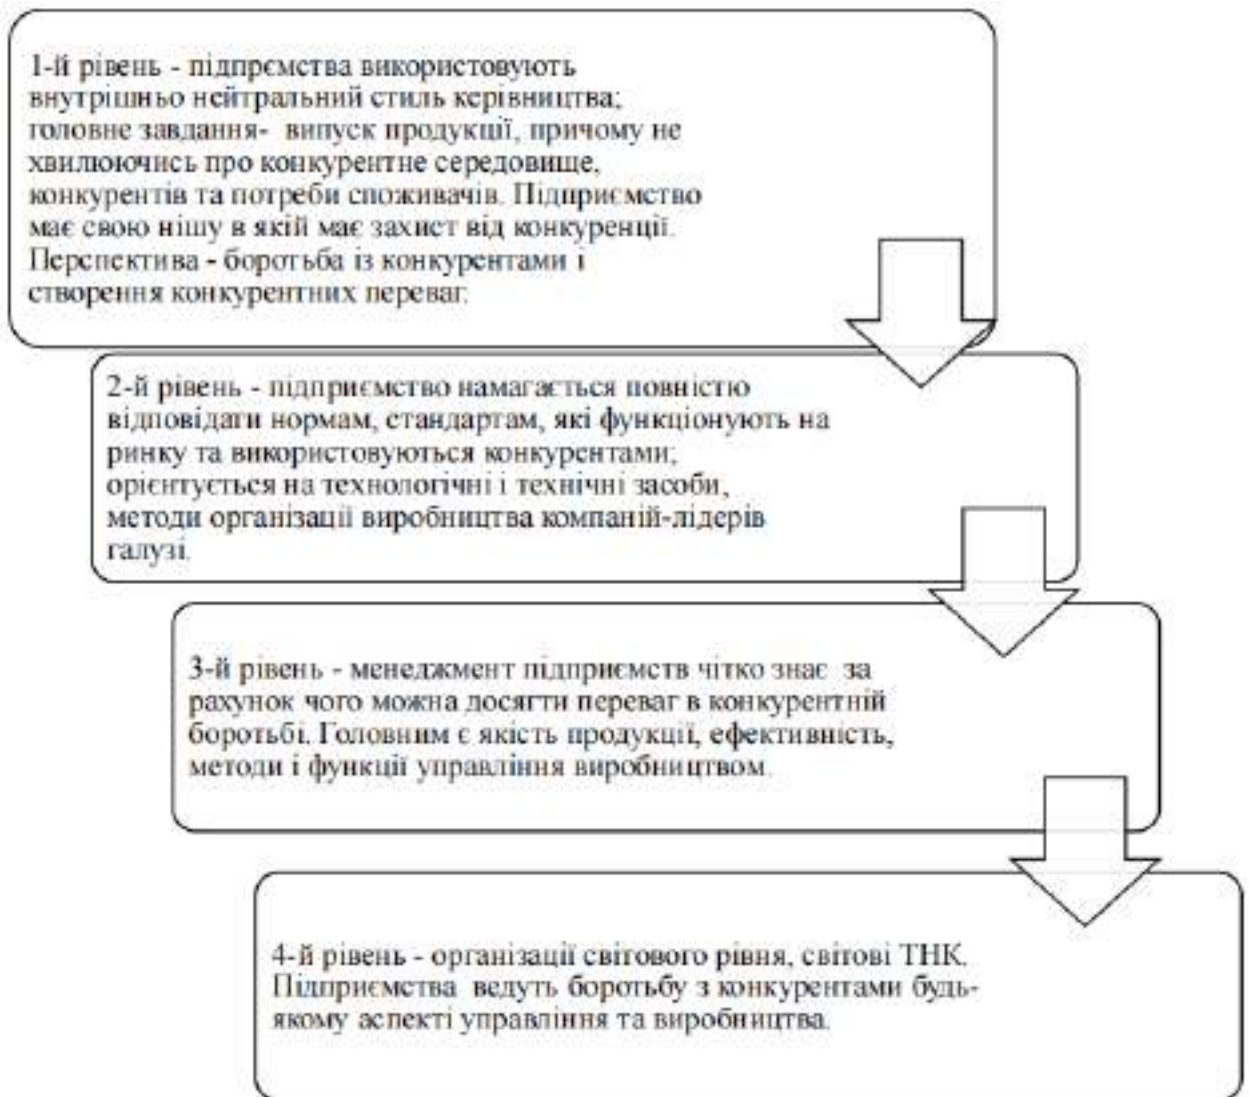 1-й рівень - підпрємства використовують
внутрішньо нейтральний стиль керівництва;
головне завдання- випуск продукції, причому не
хвилюючись про конкурентне середовище,
конкурентів та потреби споживачів. Підприємство
має свою нішу в якій має захист від конкуренції.
Перспектива - боротьба із конкурентами і
створення конкурентних переваг.
2-й рівень - підприємство намагається повністю
відповідати нормам, стандартам, які функціонують на
ринку та використовуються конкурентами;
орієнтується на технологічні і технічні засоби,
методи організації виробництва компаній-лідерів
галузі.
3-й рівень - менеджмент підприємств чітко знає за
рахунок чого можна досягти переваг в конкурентній
боротьбі. Головним є якість продукції, ефективність,
методи і функції управління виробництвом.
4-й рівень - організації світового рівня, світові ТНК.
Підприємства ведуть боротьбу з конкурентами будь-
якому аспекті управління та виробництва.